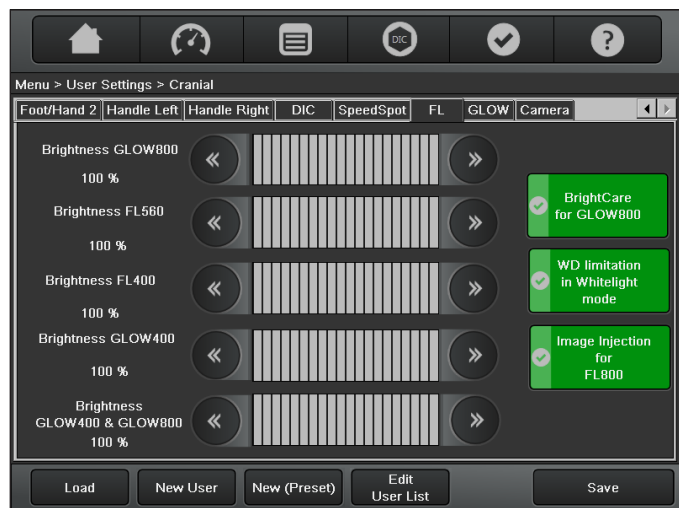 DIC
?
Menu > User Settings > Cranial
Foot/Hand 2 Handle Left Handle Right DIC SpeedSpot FL GLOW Camera
Brightness GLOW800
100 %
Brightness FL560
100 %
Brightness FL400
100 %
Brightness GLOW400
100 %
Brightness
GLOW400 & GLOW800
100 %
BrightCare
for GLOW800
WD limitation
in Whitelight
mode
Image Injection
for
FL800
Load
New User
New (Preset)
Edit
User List
Save